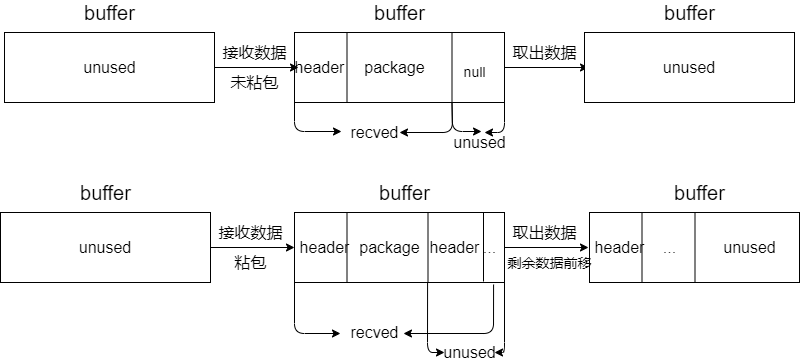 buffer
buffer
buffer
unused
接收数据
未粘包
header
package
null
取出数据
unused
recved
unused
buffer
buffer
buffer
unused
接收数据
粘包
header
package
header
...
取出数据
剩余数据前移
header
...
unused
recved
unused